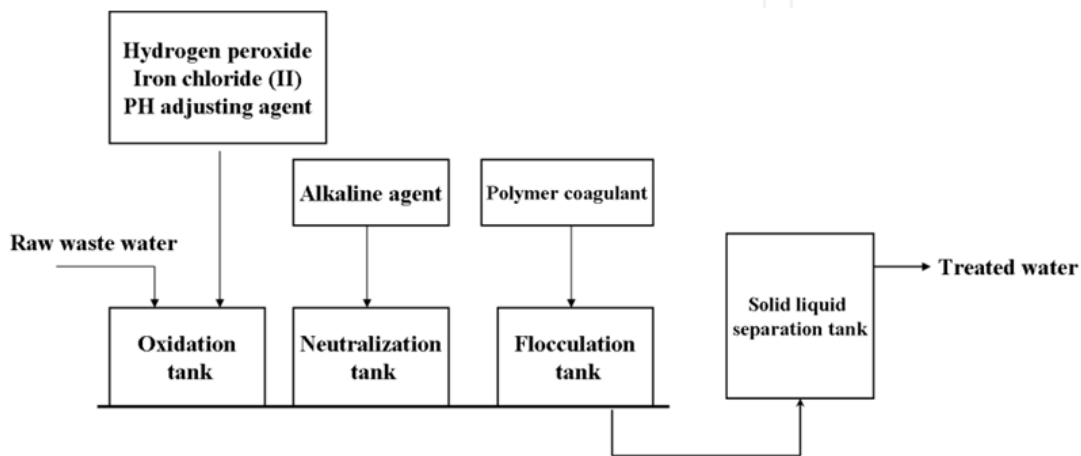 Hydrogen peroxide
Iron chloride (II)
PH adjusting agent
Alkaline agent
Polymer coagulant
Raw waste water
Oxidation
tank
Neutralization
tank
Flocculation
tank
Solid liquid
separation tank
Treated water